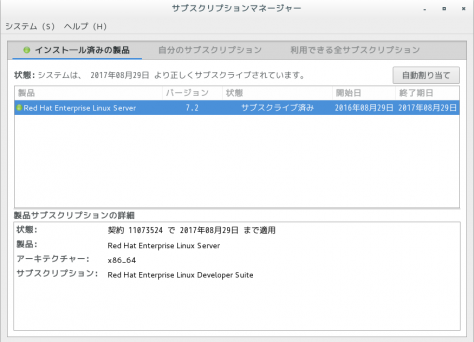 サブスクリプションマネージャー
システム (S) ヘルプ (H)
インストール済みの製品 自分のサブスクリプション 利用できる全サブスクリプション
状態: システムは、 2017年08月29日 より正しくサブスクライブされています。 自動割り当て
製品 バージョン 状態 開始日 終了期日
Red Hat Enterprise Linux Server 7.2 サブスクライブ済み 2016年08月29日 2017年08月29日
製品サブスクリプションの詳細
状態: 契約 11073524 で 2017年08月29日 まで適用
製品: Red Hat Enterprise Linux Server
アーキテクチャー: x86_64
サブスクリプション: Red Hat Enterprise Linux Developer Suite